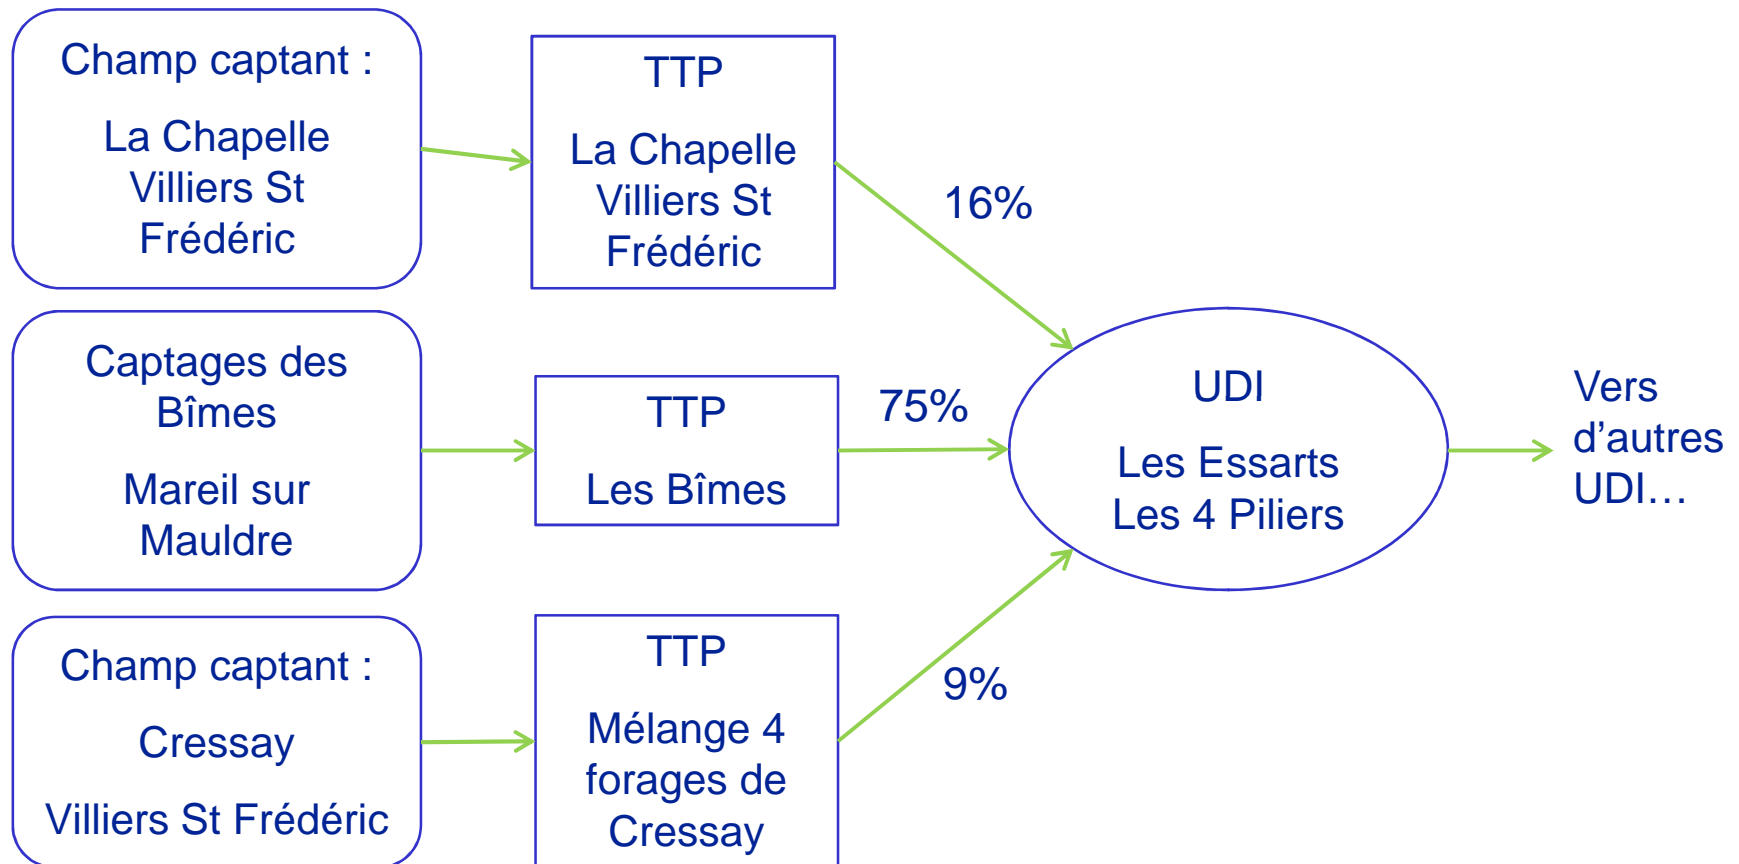 Champ captant :
La Chapelle
Villiers St
Frédéric
TTP
La Chapelle
Villiers St
Frédéric
16%
Captages des
Bîmes
Mareil sur
Mauldre
TTP
Les Bîmes
75%
UDI
Les Essarts
Les 4 Piliers
Vers
d’autres
UDI…
Champ captant :
Cressay
Villiers St Frédéric
TTP
Mélange 4
forages de
Cressay
9%